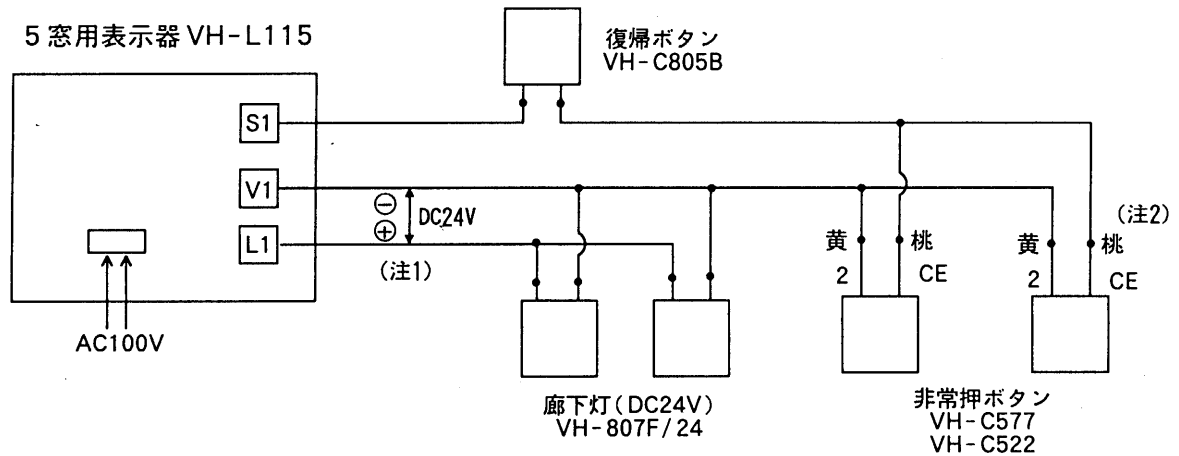 5窓用表示器VH-L115
復帰ボタン
VH-C805B
S1
V1
L1
⊖
⊕
DC24V
(注1)
(注2)
黄
桃
2
CE
黄
桃
2
CE
AC100V
廊下灯(DC24V)
VH-807F/24
非常押ボタン
VH-C577
VH-C522